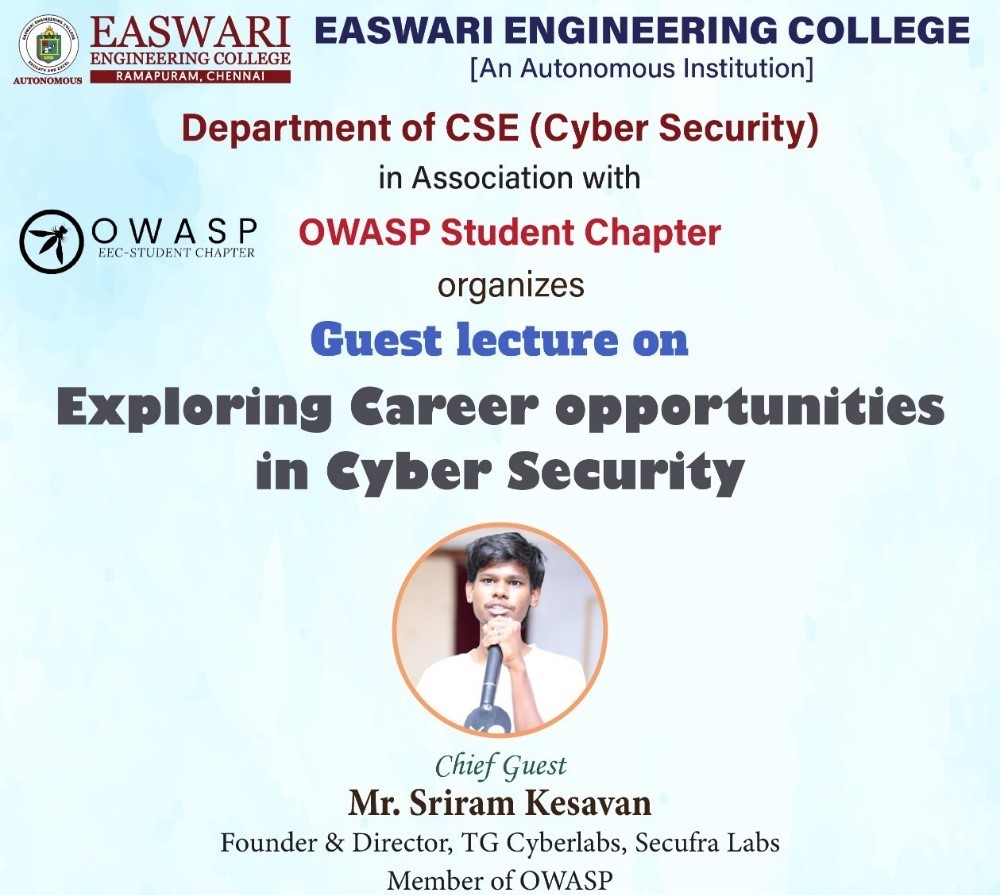 EASWARI
ENGINEERING COLLEGE
RAMAPURAM, CHENNAI
AUTONOMOUS
EASWARI ENGINEERING COLLEGE
[An Autonomous Institution]
Department of CSE (Cyber Security)
in Association with
OWASP
EEC-STUDENT CHAPTER
OWASP Student Chapter
organizes
Guest lecture on
Exploring Career opportunities
in Cyber Security
Chief Guest
Mr. Sriram Kesavan
Founder & Director, TG Cyberlabs, Secufra Labs
Member of OWASP